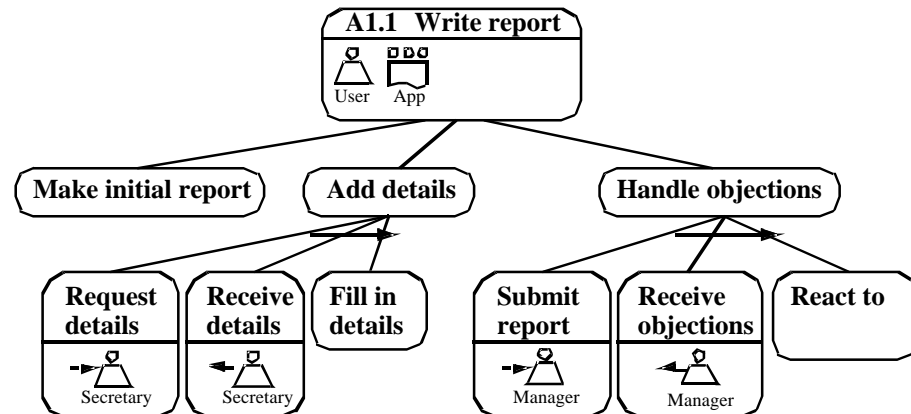 A1.1 Write report
User App
Make initial report
Add details
Handle objections
Request details
Receive details
Fill in details
Submit report
Receive objections
React to
Secretary
Secretary
Manager
Manager